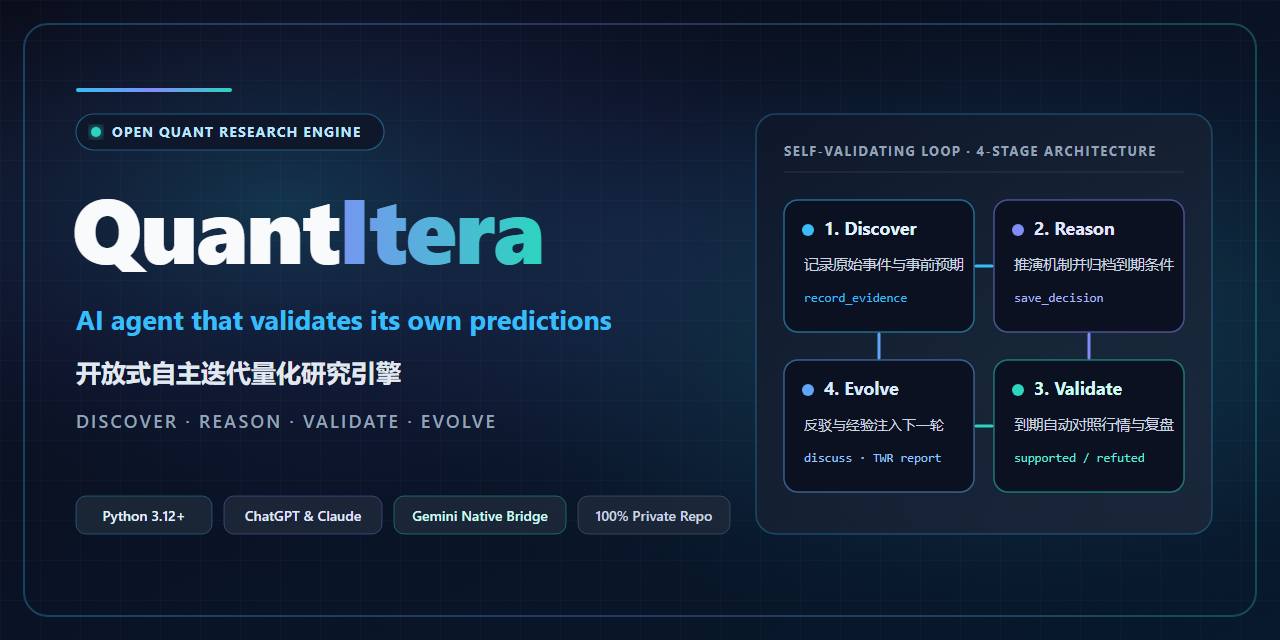 OPEN QUANT RESEARCH ENGINE
QuantItera
AI agent that validates its own predictions
开放式自主迭代量化研究引擎
DISCOVER · REASON · VALIDATE · EVOLVE
Python 3.12+
ChatGPT & Claude
Gemini Native Bridge
100% Private Repo
SELF-VALIDATING LOOP · 4-STAGE ARCHITECTURE
1. Discover
记录原始事件与事前预期
record_evidence
2. Reason
推演机制并归档到期条件
save_decision
4. Evolve
反驳与经验注入下一轮
discuss · TWR report
3. Validate
到期自动对照行情与复盘
supported / refuted